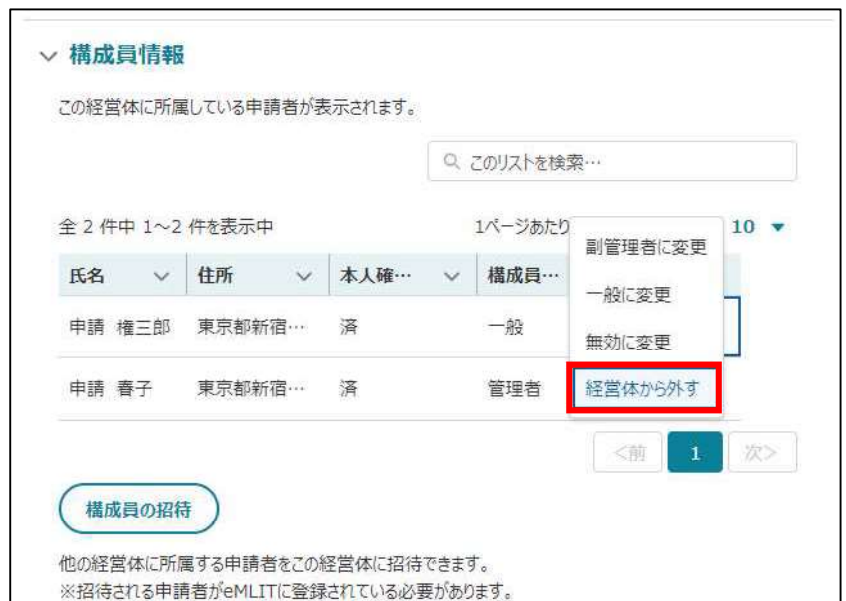 構成員情報
この経営体に所属している申請者が表示されます。
このリストを検索…
全 2 件中 1～2 件を表示中
1ページあたり
10
氏名
住所
本人確…
構成員…
申請 権三郎 東京都新宿… 済 一般
申請 春子 東京都新宿… 済 管理者
副管理者に変更
一般に変更
無効に変更
経営体から外す
<前 1 次>
構成員の招待
他の経営体に所属する申請者をこの経営体に招待できます。
※招待される申請者がeMLITに登録されている必要があります。